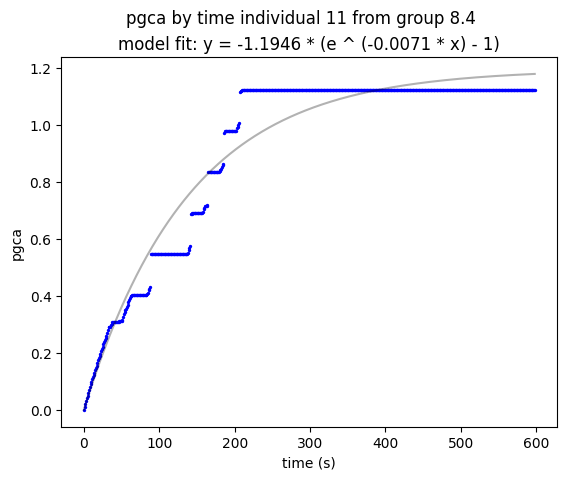 pgca by time individual 11 from group 8.4
model fit: y = -1.1946 * (e ^ (-0.0071 * x) - 1)
1.2
1.0
0.8
0.6
0.4
0.2
0.0
pgca
0 100 200 300 400 500 600
time (s)